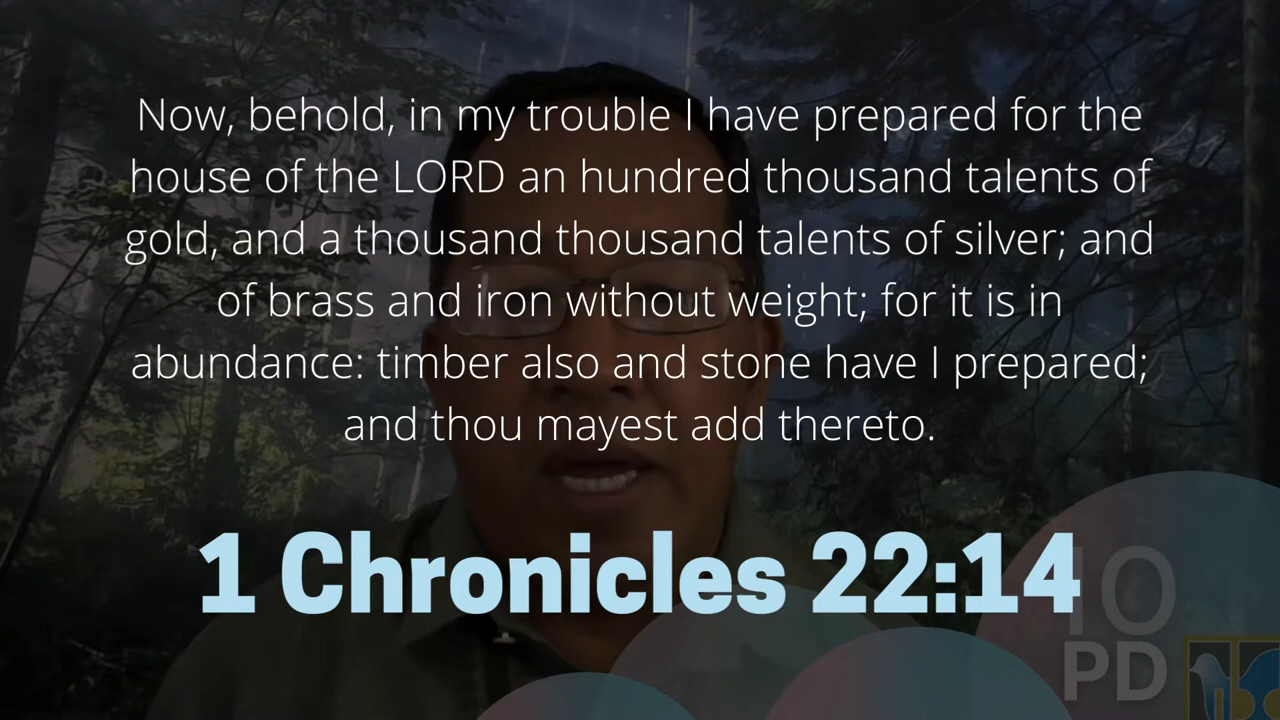 Now, behold, in my trouble I have prepared for the
house of the LORD an hundred thousand talents of
gold, and a thousand thousand talents of silver; and
of brass and iron without weight; for it is in
abundance: timber also and stone have I prepared;
and thou mayest add thereto.
1 Chronicles 22:14
IO
PD